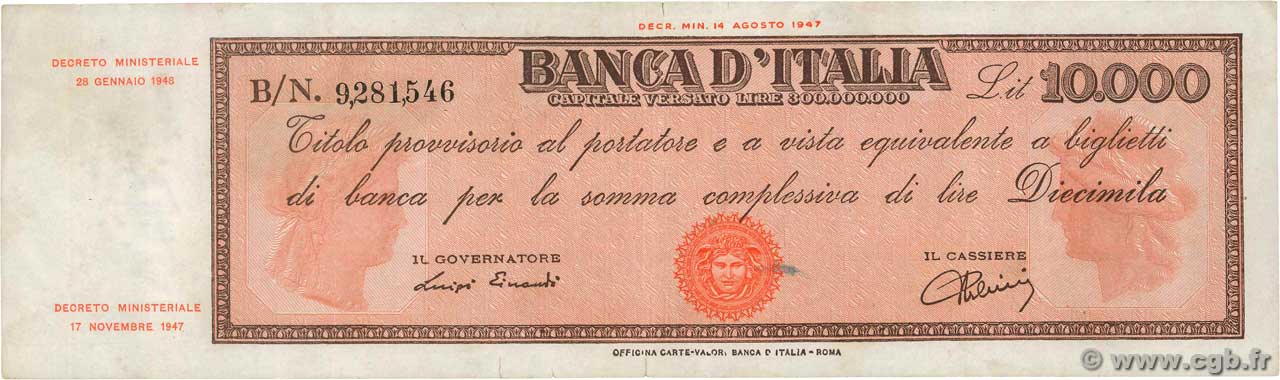 DECR. MIN. 14 AGOSTO 1947
DECRETO MINISTERIALE
28 GENNAIO 1948
BANCA D'ITALIA
CAPITALE VERSATO LIRE 300.000.000
B/N. 9,281,546
L.it 10.000
Titolo provvisorio al portatore e a vista equivalente a biglietti
di banca per la somma complessiva di lire Diecimila
IL GOVERNATORE
Luigi Einaudi
IL CASSIERE
DECRETO MINISTERIALE
17 NOVEMBRE 1947
OFFICINA CARTE-VALORI BANCA D'ITALIA - ROMA
© www.cgb.fr